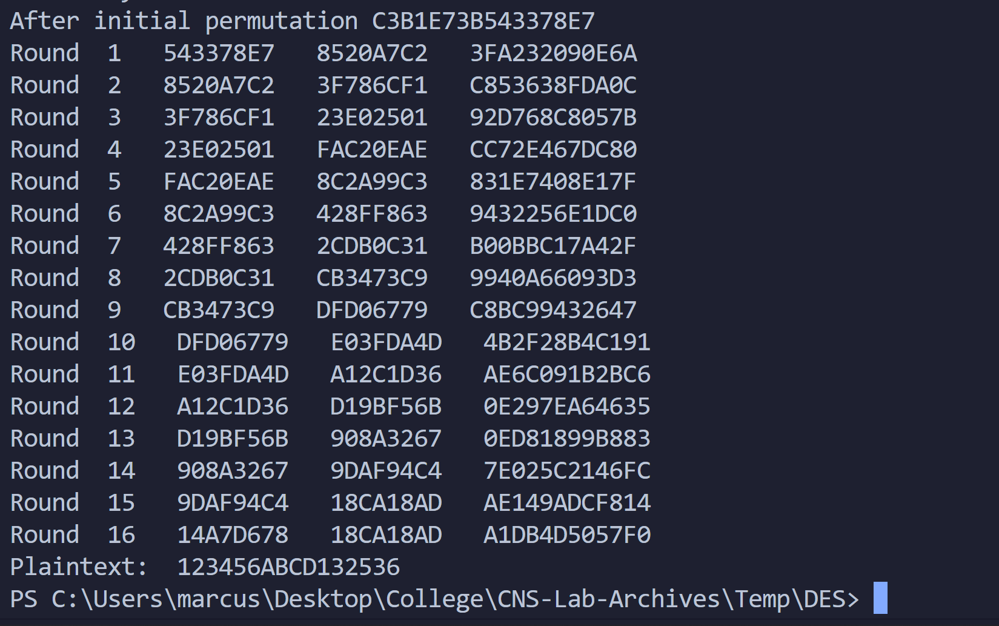 After initial permutation C3B1E73B543378E7
Round 1 543378E7 8520A7C2 3FA232090E6A
Round 2 8520A7C2 3F786CF1 C853638FDA0C
Round 3 3F786CF1 23E02501 92D768C8057B
Round 4 23E02501 FAC20EAE CC72E467DC80
Round 5 FAC20EAE 8C2A99C3 831E7408E17F
Round 6 8C2A99C3 428FF863 9432256E1DC0
Round 7 428FF863 2CDB0C31 B00BBC17A42F
Round 8 2CDB0C31 CB3473C9 9940A66093D3
Round 9 CB3473C9 DFD06779 C8BC99432647
Round 10 DFD06779 E03FDA4D 4B2F28B4C191
Round 11 E03FDA4D A12C1D36 AE6C091B2BC6
Round 12 A12C1D36 D19BF56B 0E297EA64635
Round 13 D19BF56B 908A3267 0ED81899B883
Round 14 908A3267 9DAF94C4 7E025C2146FC
Round 15 9DAF94C4 18CA18AD AE149ADCF814
Round 16 14A7D678 18CA18AD A1DB4D5057F0
Plaintext: 123456ABCD132536
PS C:\Users\marcus\Desktop\College\CNS-Lab-Archives\Temp\DES>